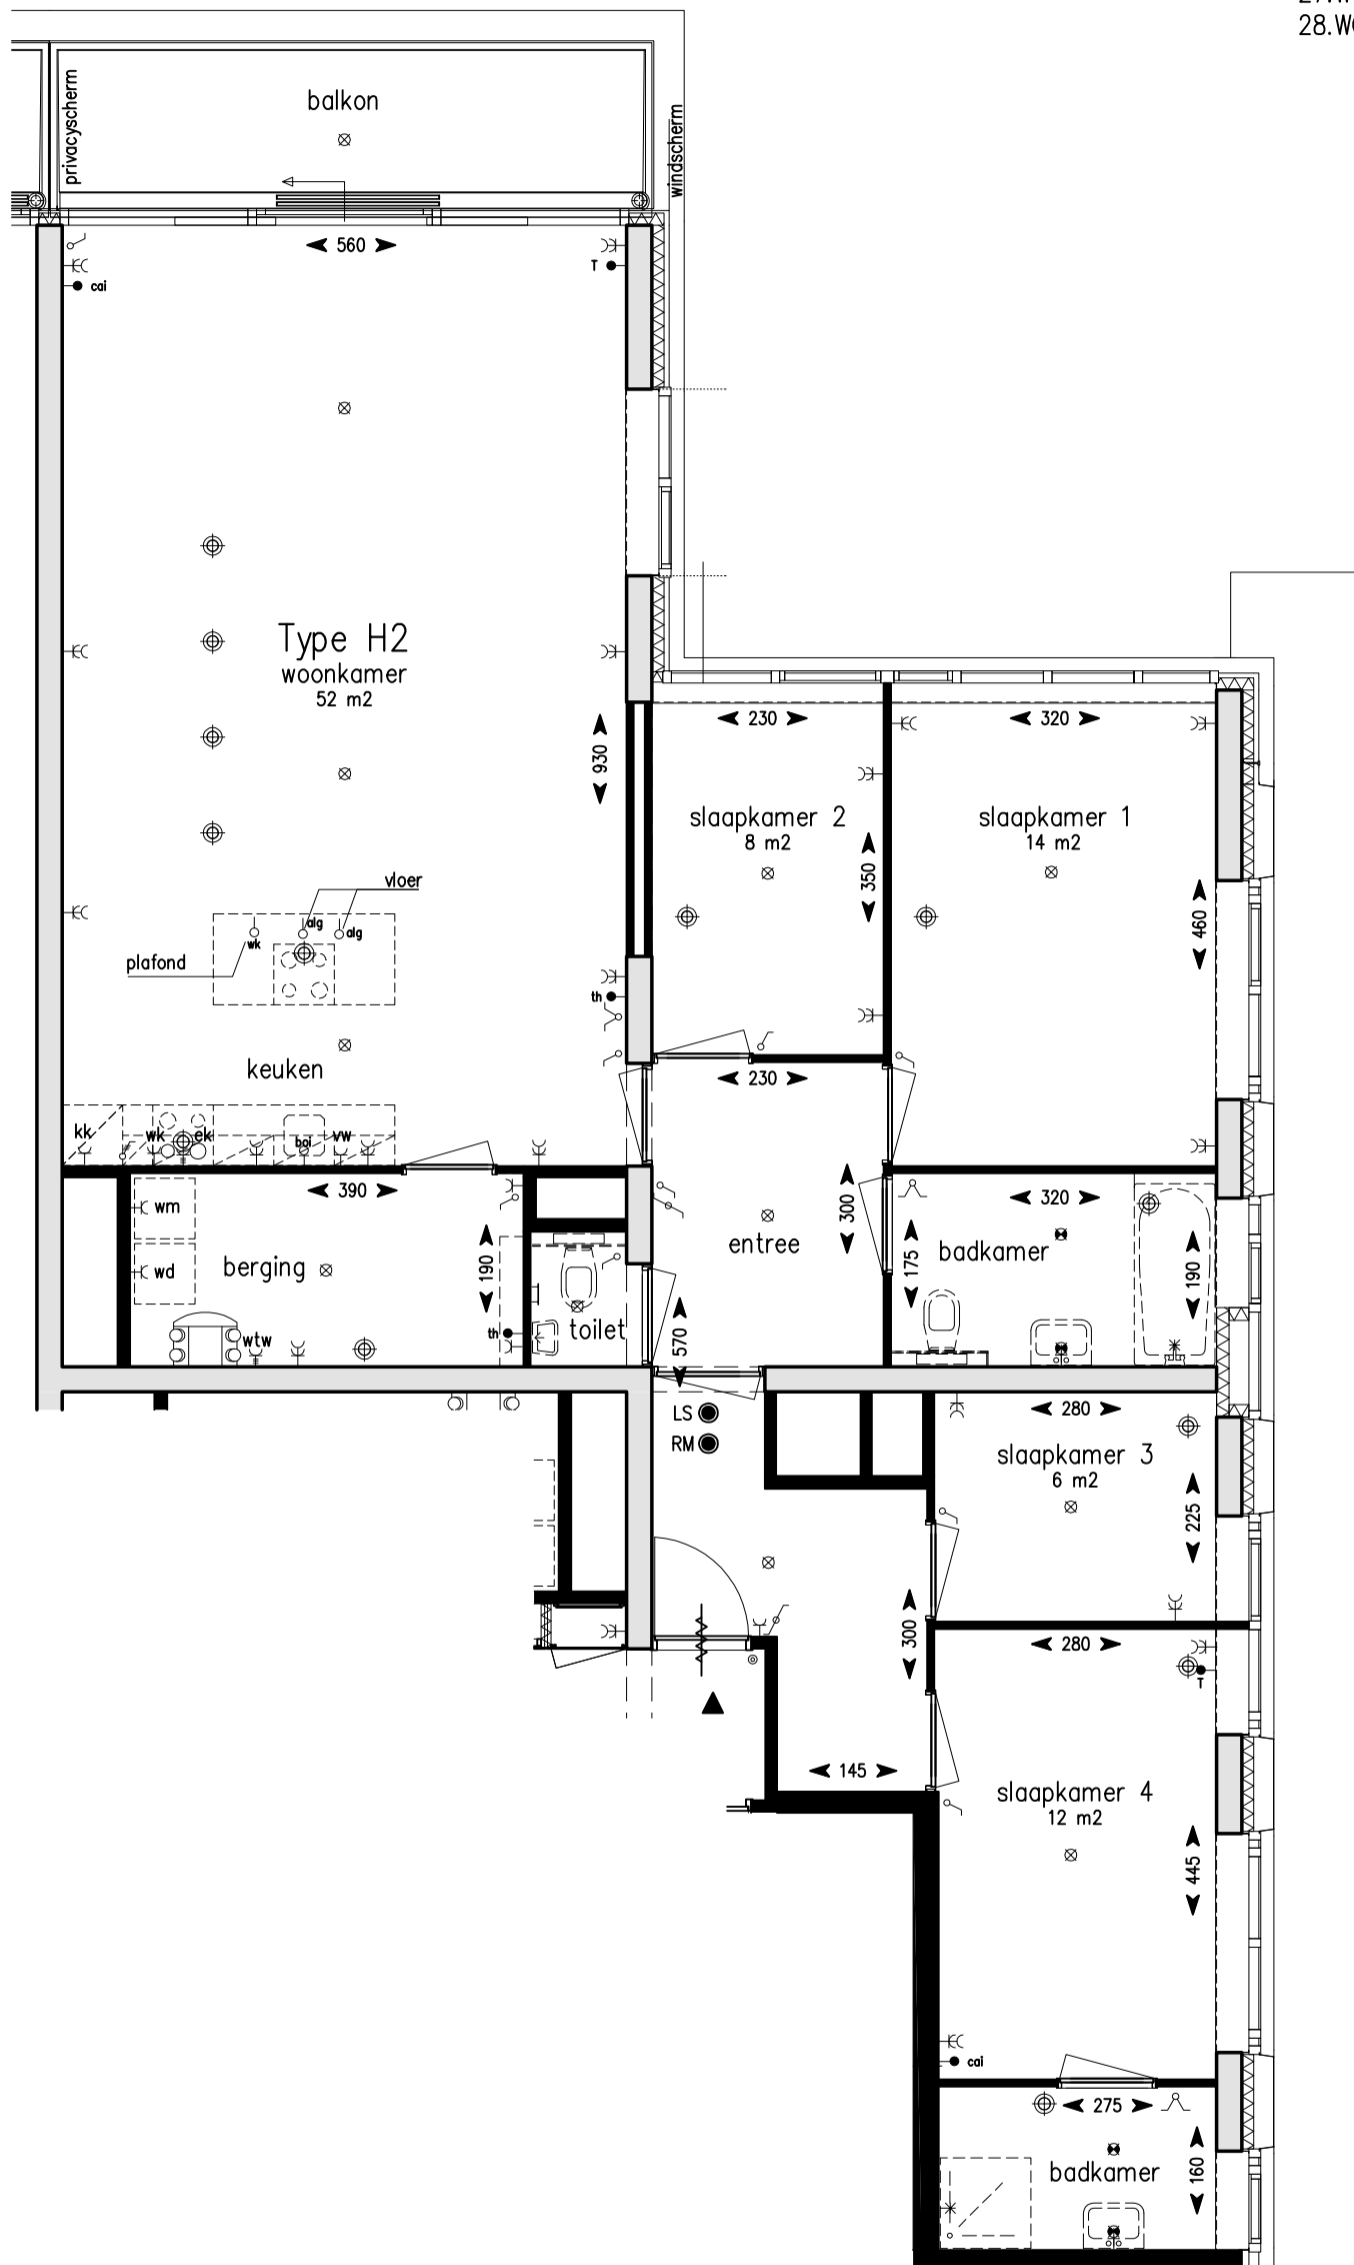 28.W
balkon
privacyscherm
windscherm
560
T
cai
Type H2
woonkamer
52 m2
930
230
320
slaapkamer 2
8 m2
slaapkamer 1
14 m2
350
460
vloer
alg
alg
wk
plafond
th
keuken
230
kk
wk
ek
boi
vw
390
300
320
wm
wd
berging
190
entree
badkamer
175
190
wtw
th
toilet
570
LS
RM
280
slaapkamer 3
6 m2
225
300
280
T
145
slaapkamer 4
12 m2
445
cai
275
badkamer
160